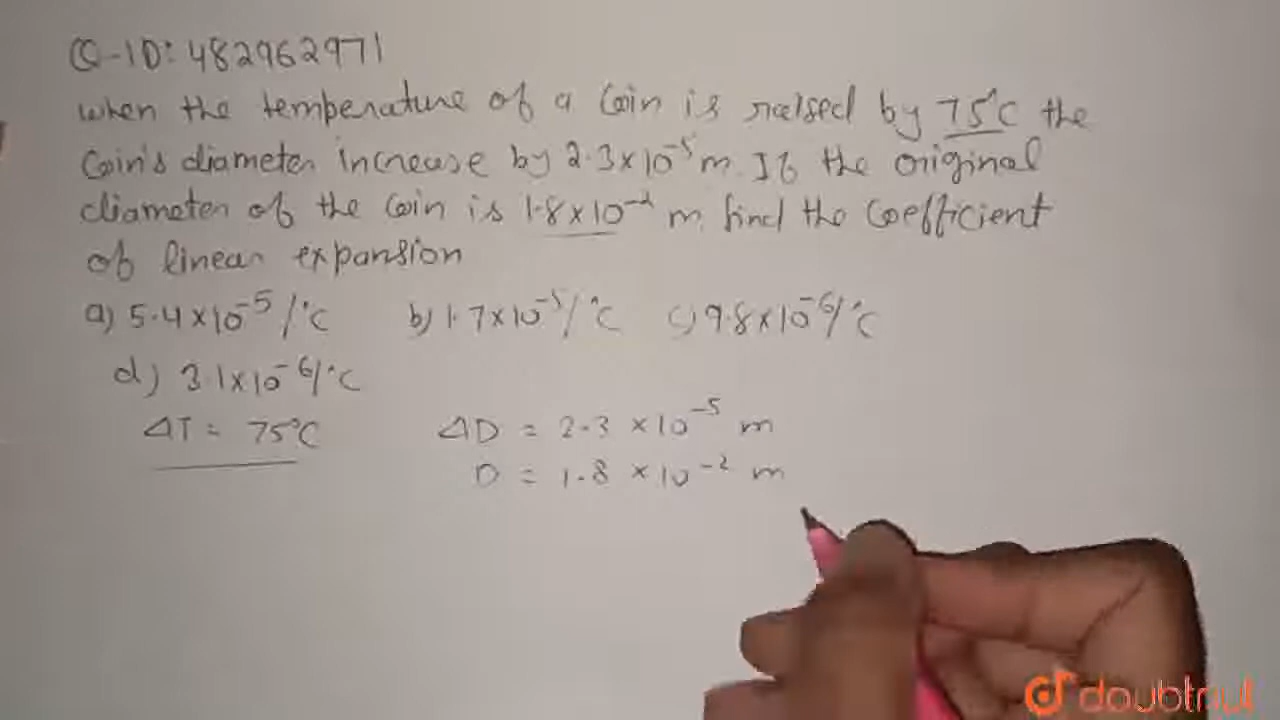 Q-ID: 482962971
when the temperature of a coin is raised by 75°C the
Coin's diameter increase by 2.3×10⁻⁵ m. If the original
diameter of the coin is 1.8×10⁻² m find the coefficient
of linear expansion
a) 5.4×10⁻⁵/°C b) 1.7×10⁻⁵/°C c) 9.8×10⁻⁶/°C
d) 3.1×10⁻⁶/°C
ΔT = 75°C ΔD = 2.3 × 10⁻⁵ m
D = 1.8 × 10⁻² m
doubtnut